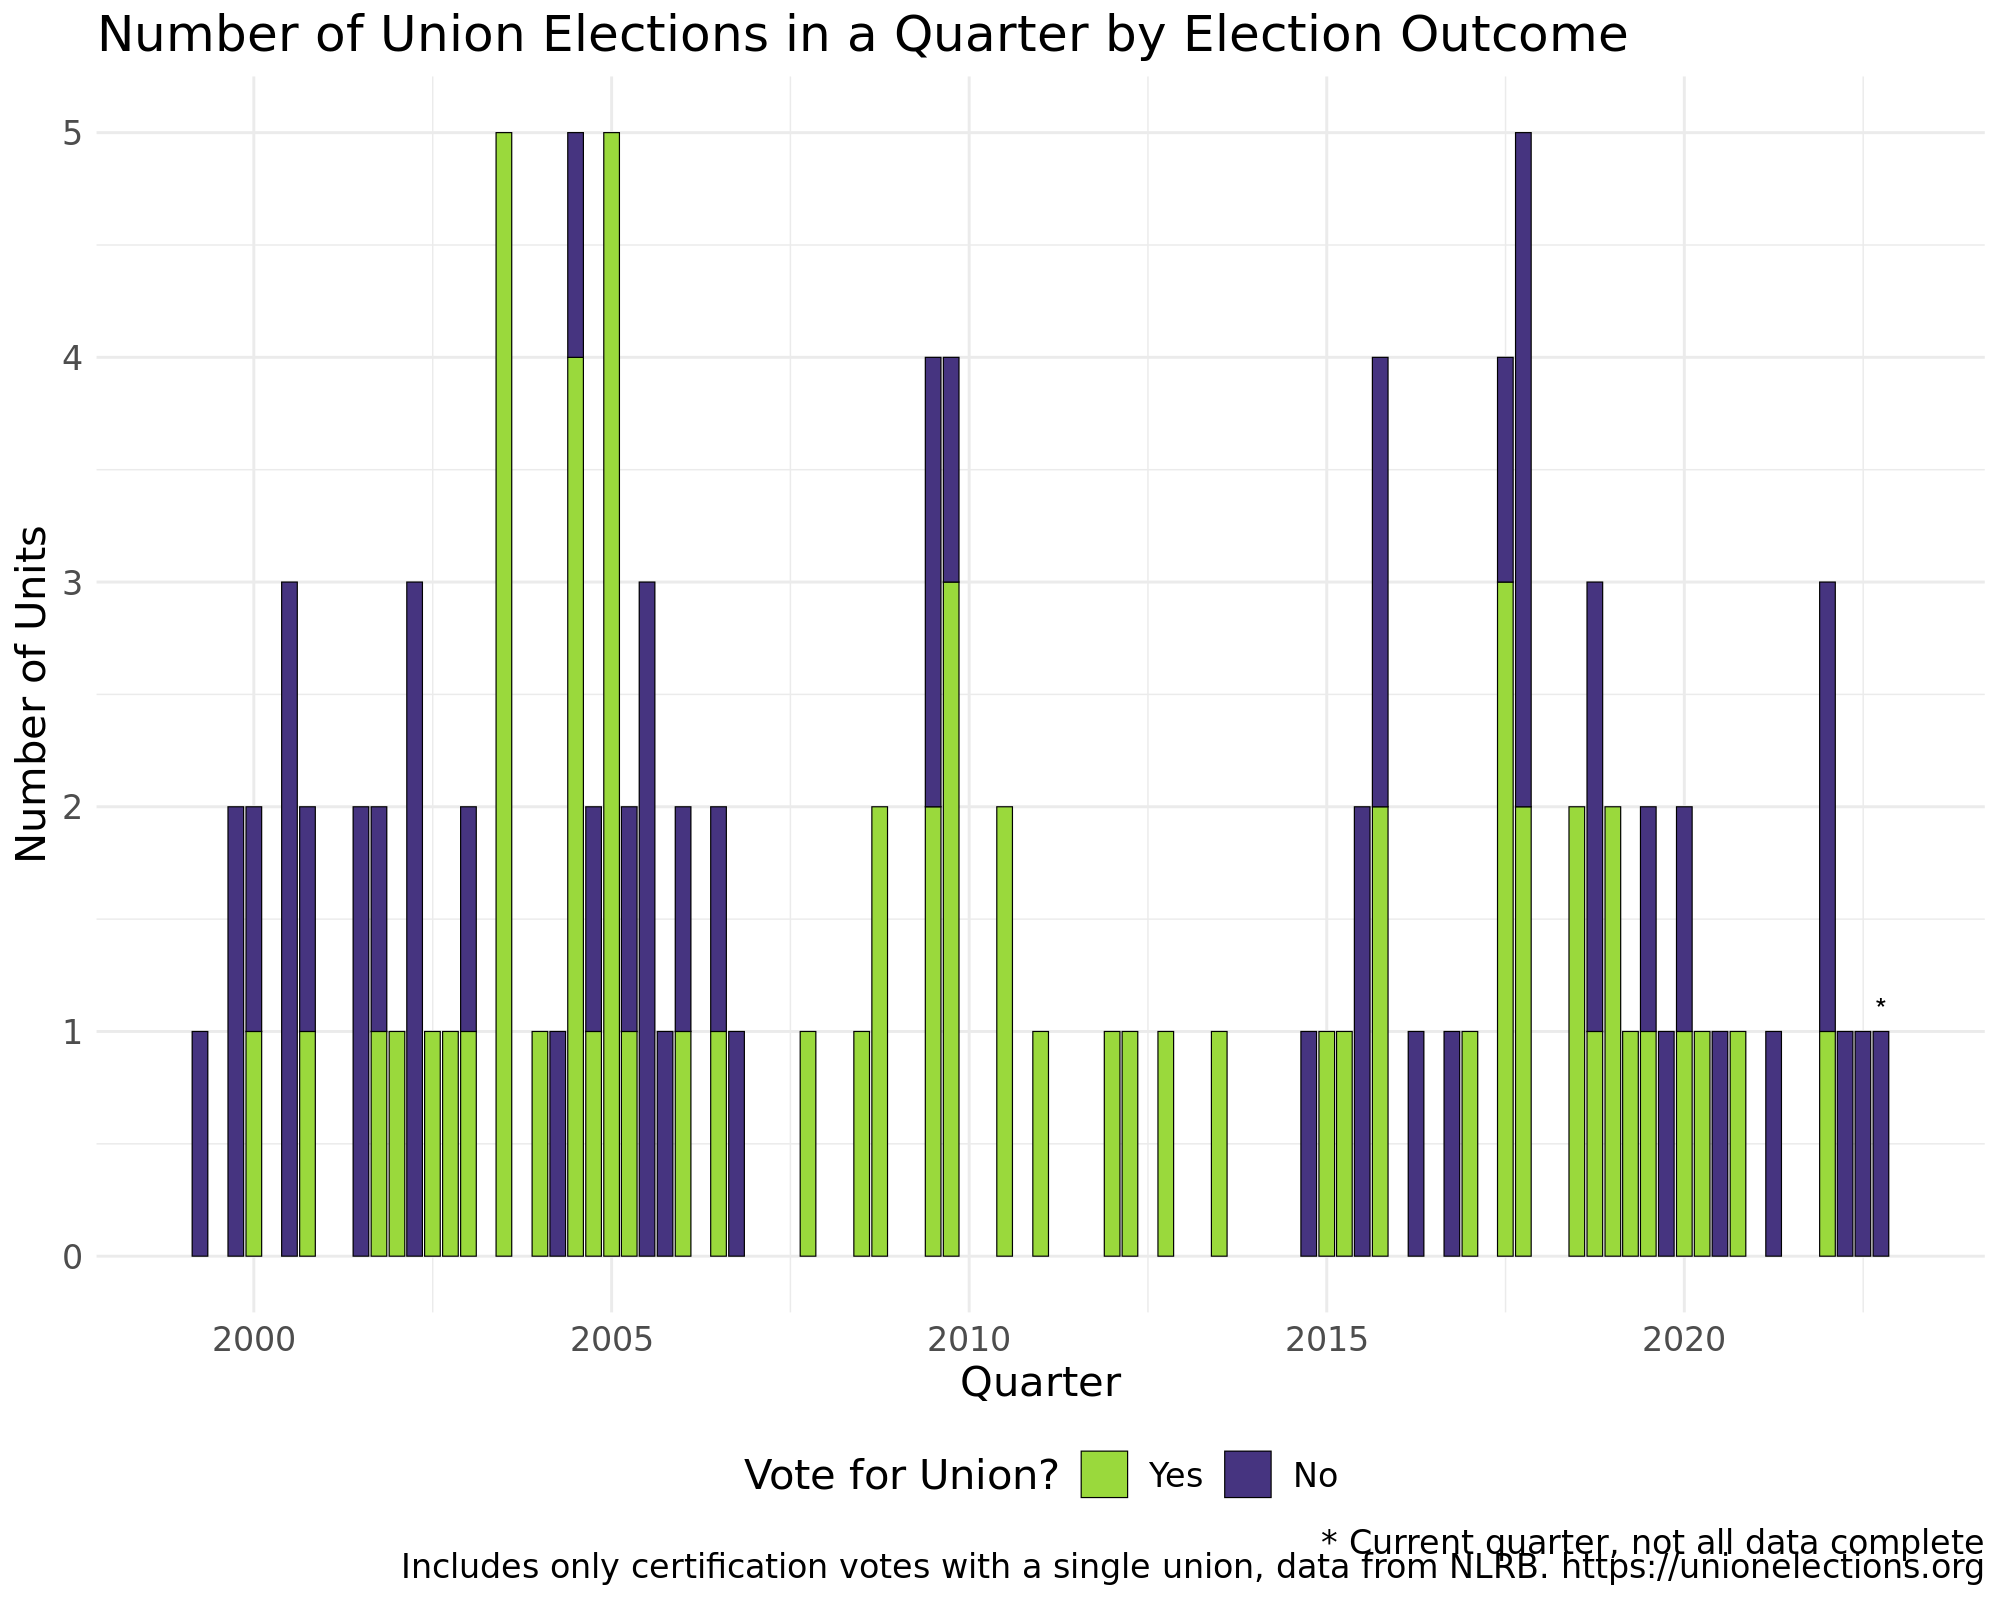 Number of Union Elections in a Quarter by Election Outcome
5
4
3
2
1
0
Number of Units
*
2000 2005 2010 2015 2020
Quarter
Vote for Union? Yes No
* Current quarter, not all data complete
Includes only certification votes with a single union, data from NLRB. https://unionelections.org